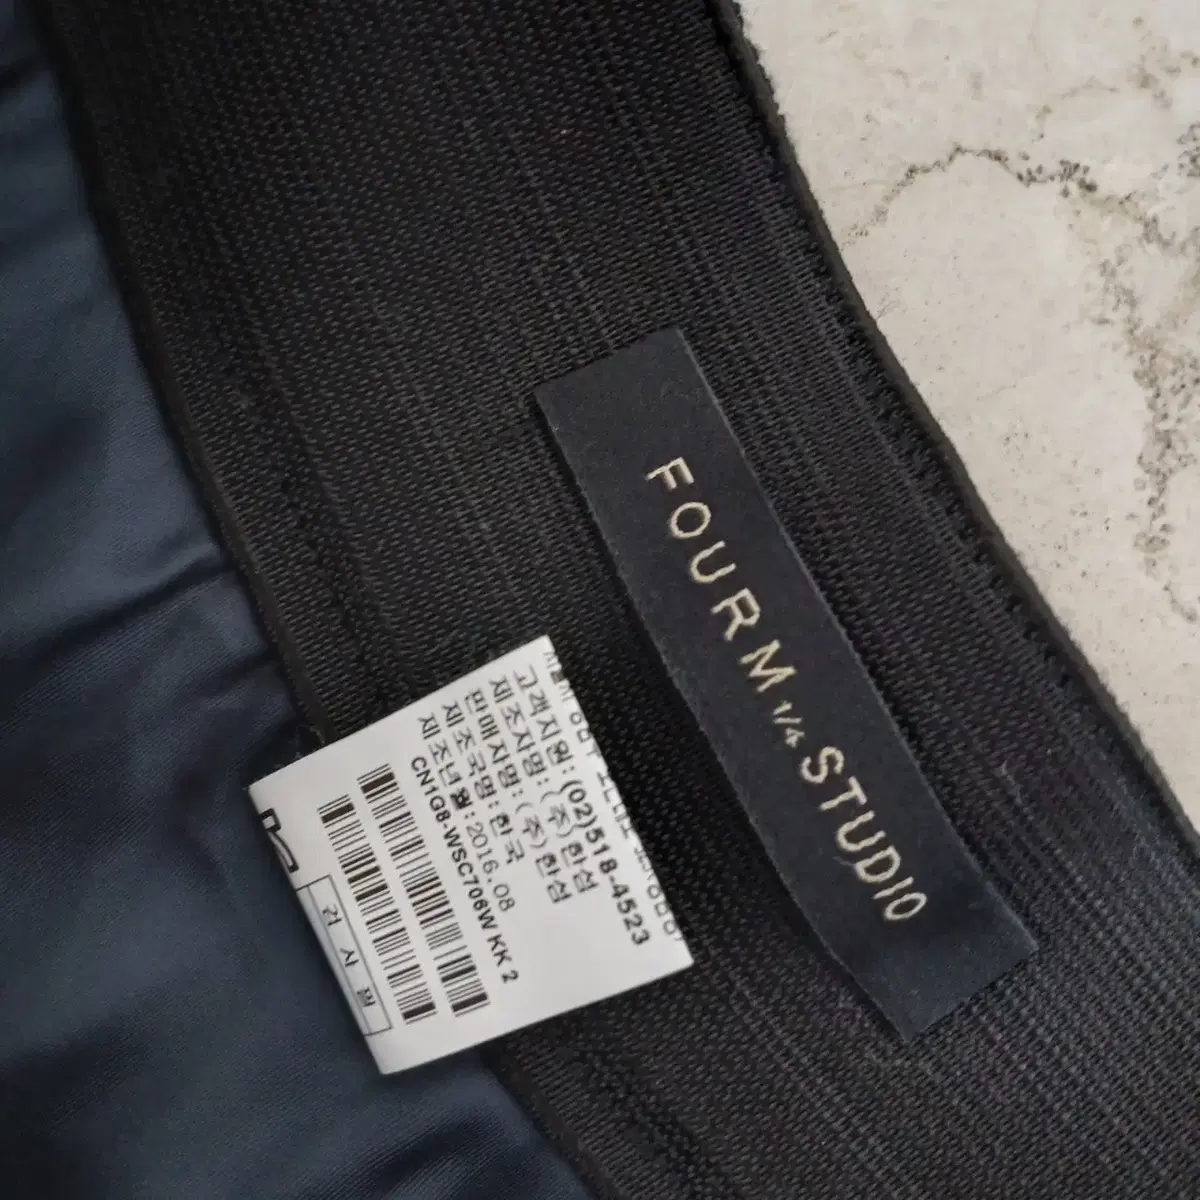 FOURM 1/4 STUDIO
고객지원:(02)518-4523
제조사명:(주)한섬
판매자명:(주)한섬
제조국명:한국
제조년월:2016.08
CN1G8-WSC706W KK 2
검사필